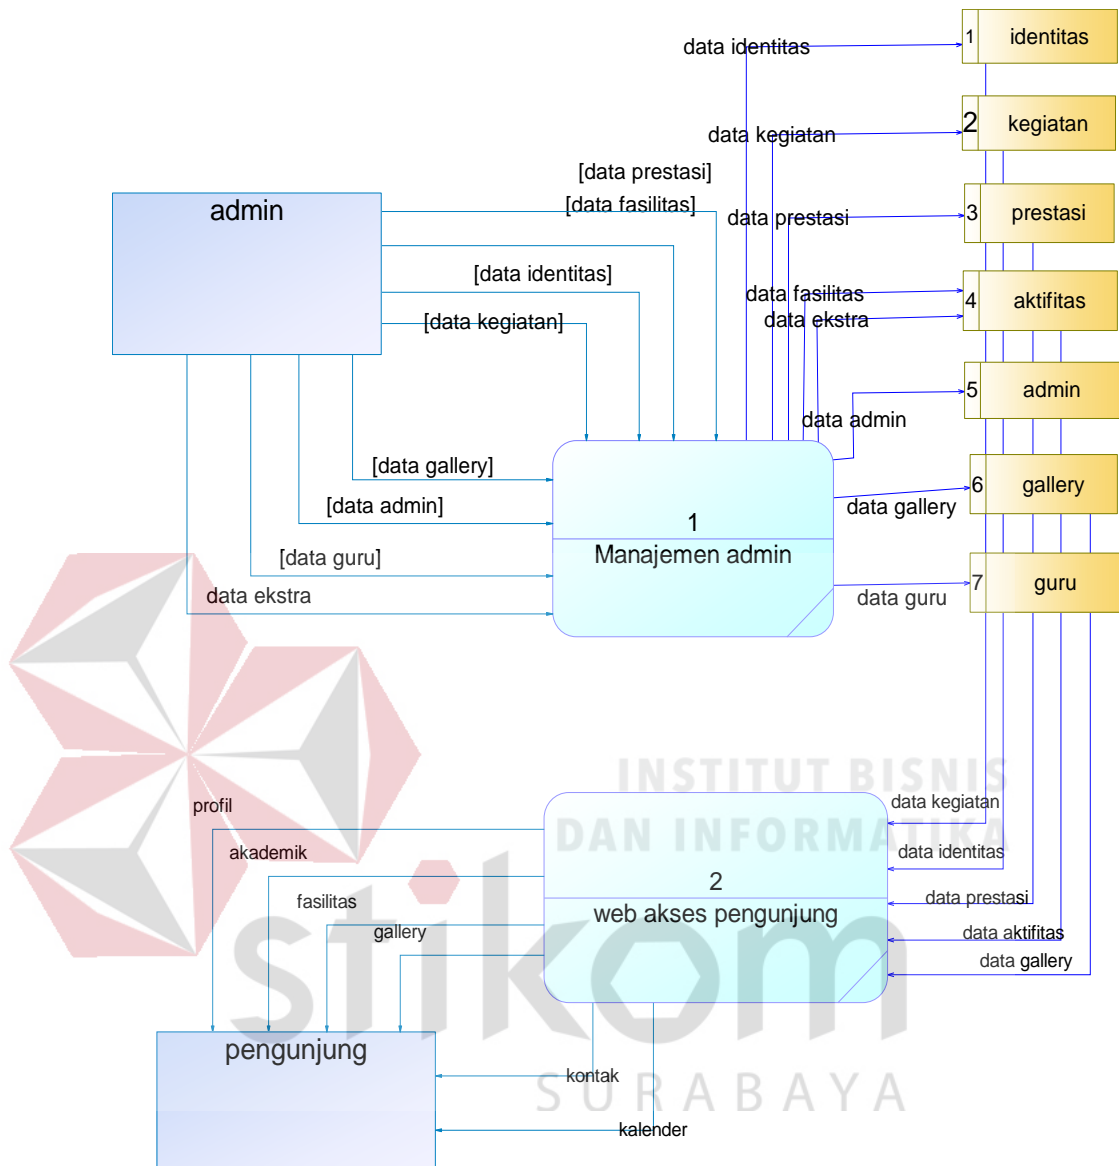 1
identitas
data identitas
2
kegiatan
data kegiatan
[data prestasi]
admin
[data fasilitas]
3
prestasi
data prestasi
[data identitas]
data fasilitas
4
aktifitas
data ekstra
[data kegiatan]
5
admin
data admin
[data gallery]
6
gallery
[data admin]
data gallery
1
Manajemen admin
[data guru]
7
guru
data ekstra
data guru
INSTITUT BISNIS
DAN INFORMATIKA
profil
data kegiatan
akademik
data identitas
2
fasilitas
data prestasi
web akses pengunjung
gallery
data aktifitas
data gallery
stikom
pengunjung
kontak
SURABAYA
kalender